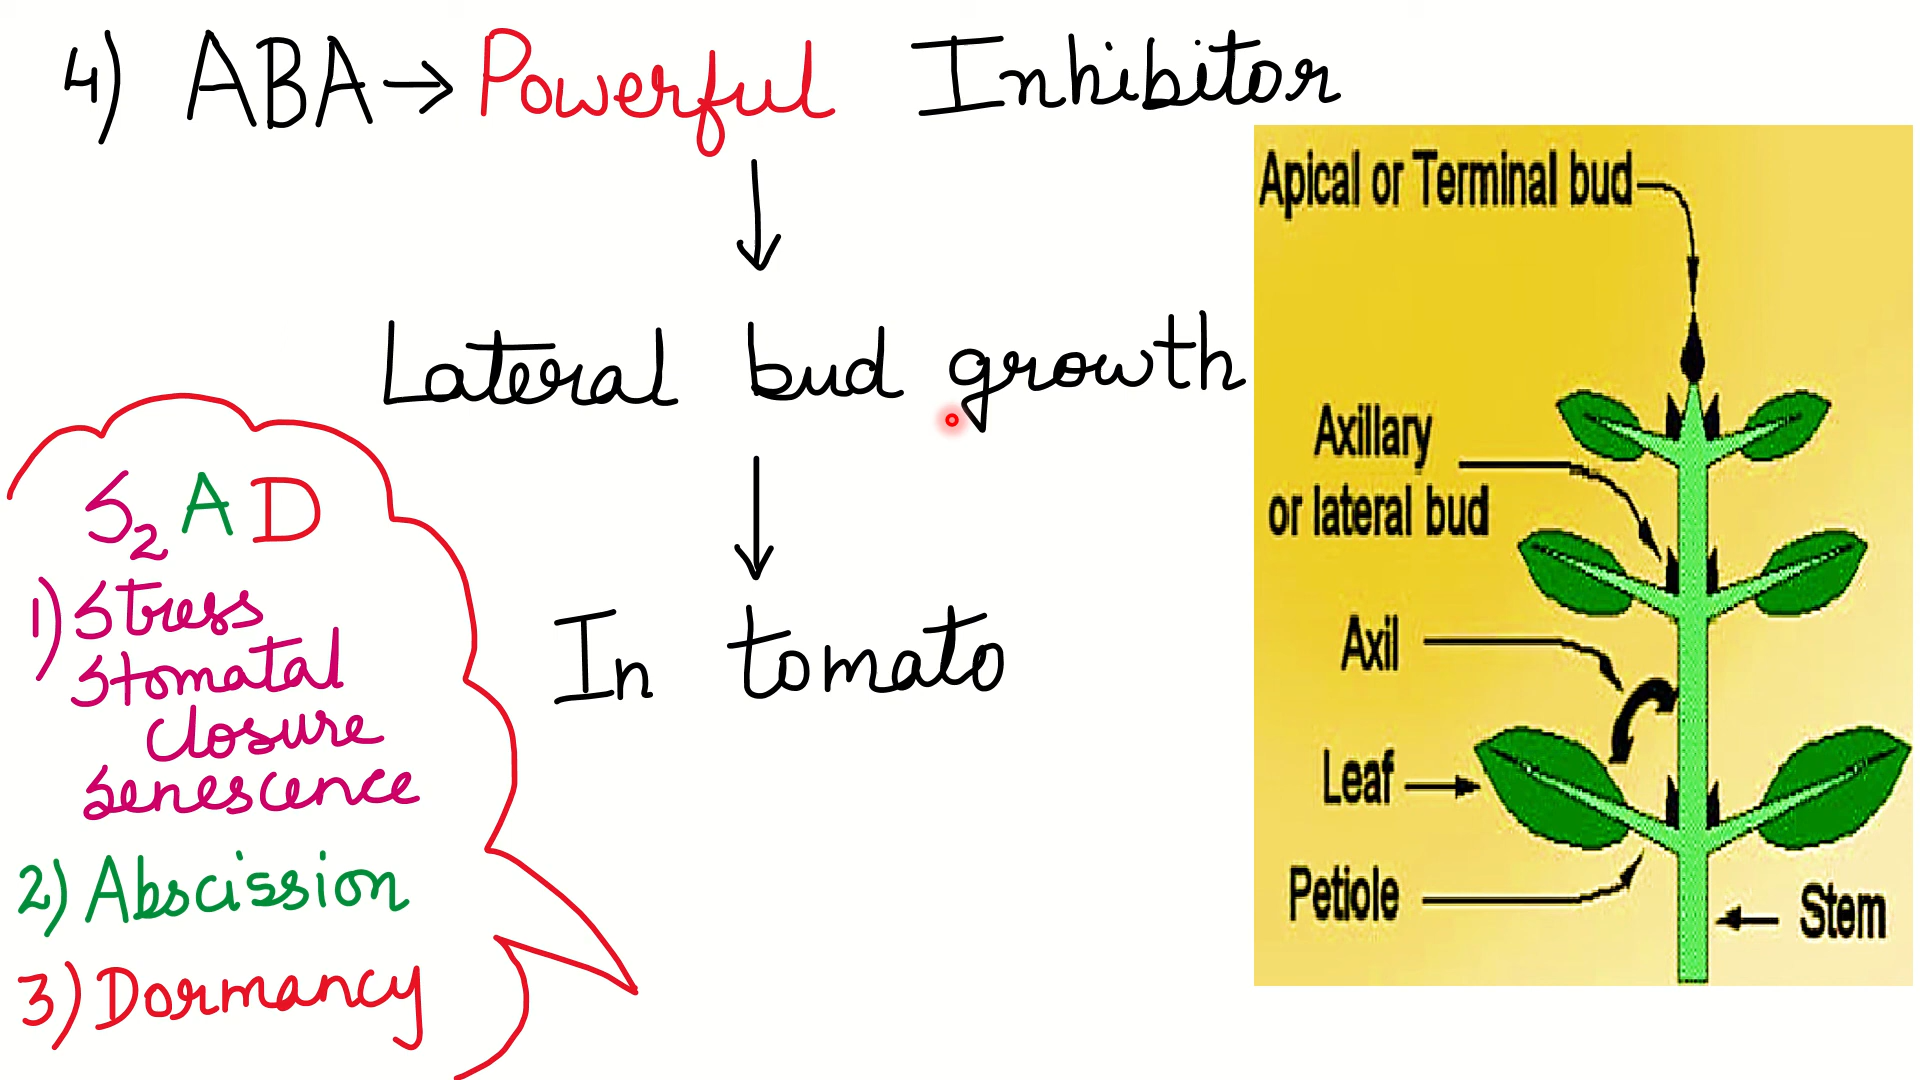 4) ABA → Powerful Inhibitor
Lateral bud growth
In tomato
S2AD
1) Stress
Stomatal
closure
senescence
2) Abscission
3) Dormancy
Apical or Terminal bud
Axillary
or lateral bud
Axil
Leaf
Petiole
Stem